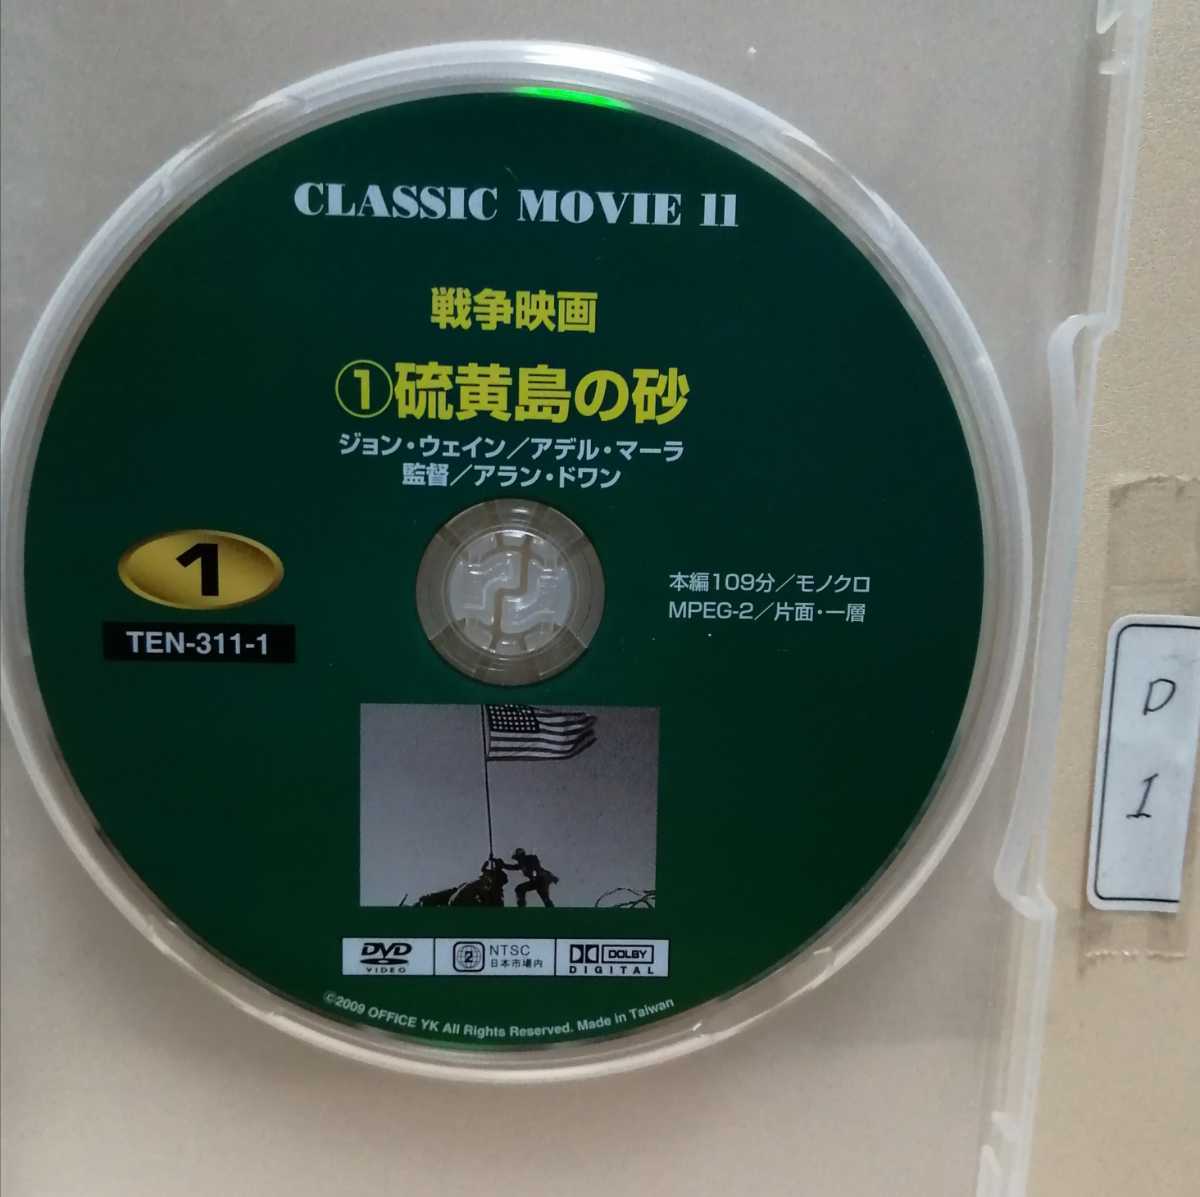 CLASSIC MOVIE 11
戦争映画
①硫黄島の砂
ジョン・ウェイン／アデル・マーラ
監督／アラン・ドワン
1
TEN-311-1
本編109分／モノクロ
MPEG-2／片面・一層
DVD
VIDEO
2
NTSC
日本市場内
DOLBY
DIGITAL
©2009 OFFICE YK All Rights Reserved. Made in Taiwan
D
I